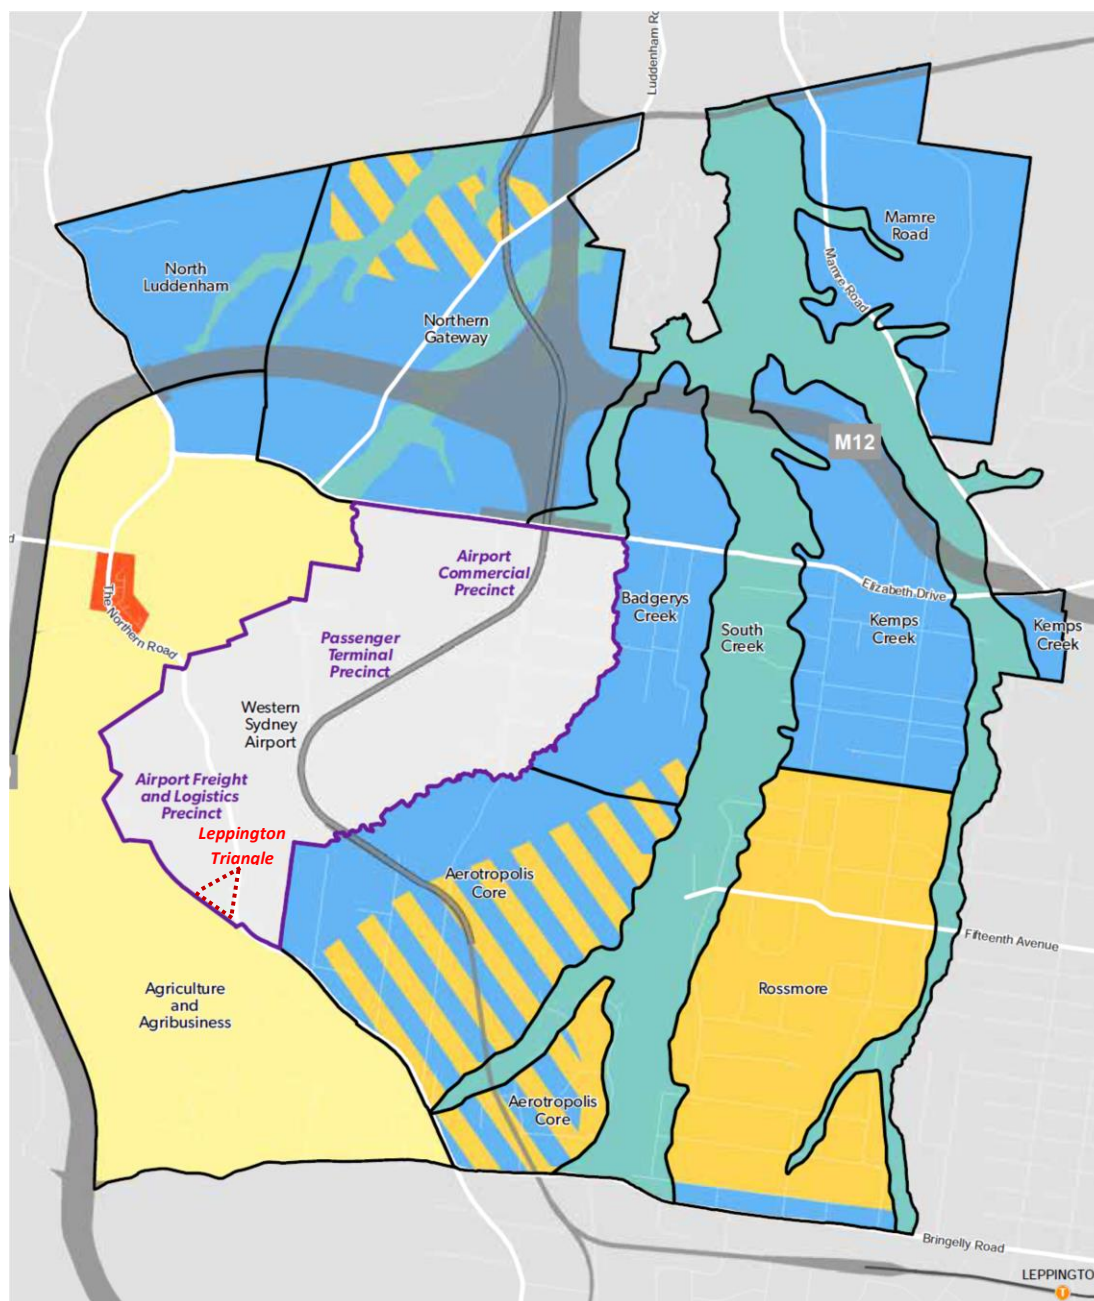 Luddenham Ro
Mamre
Road
Mamre Road
North
Luddenham
Northern
Gateway
M12
d
Airport
Commercial
Precinct
Elizabeth Drive
The Northern Road
Badgerys
Creek
South
Creek
Kemps
Creek
Kemps
Creek
Passenger
Terminal
Precinct
Western
Sydney
Airport
Airport Freight
and Logistics
Precinct
Leppington
Triangle
Aerotropolis
Core
Fifteenth Avenue
Rossmore
Agriculture
and
Agribusiness
Aerotropolis
Core
Bringelly Road
LEPPINGTO
T